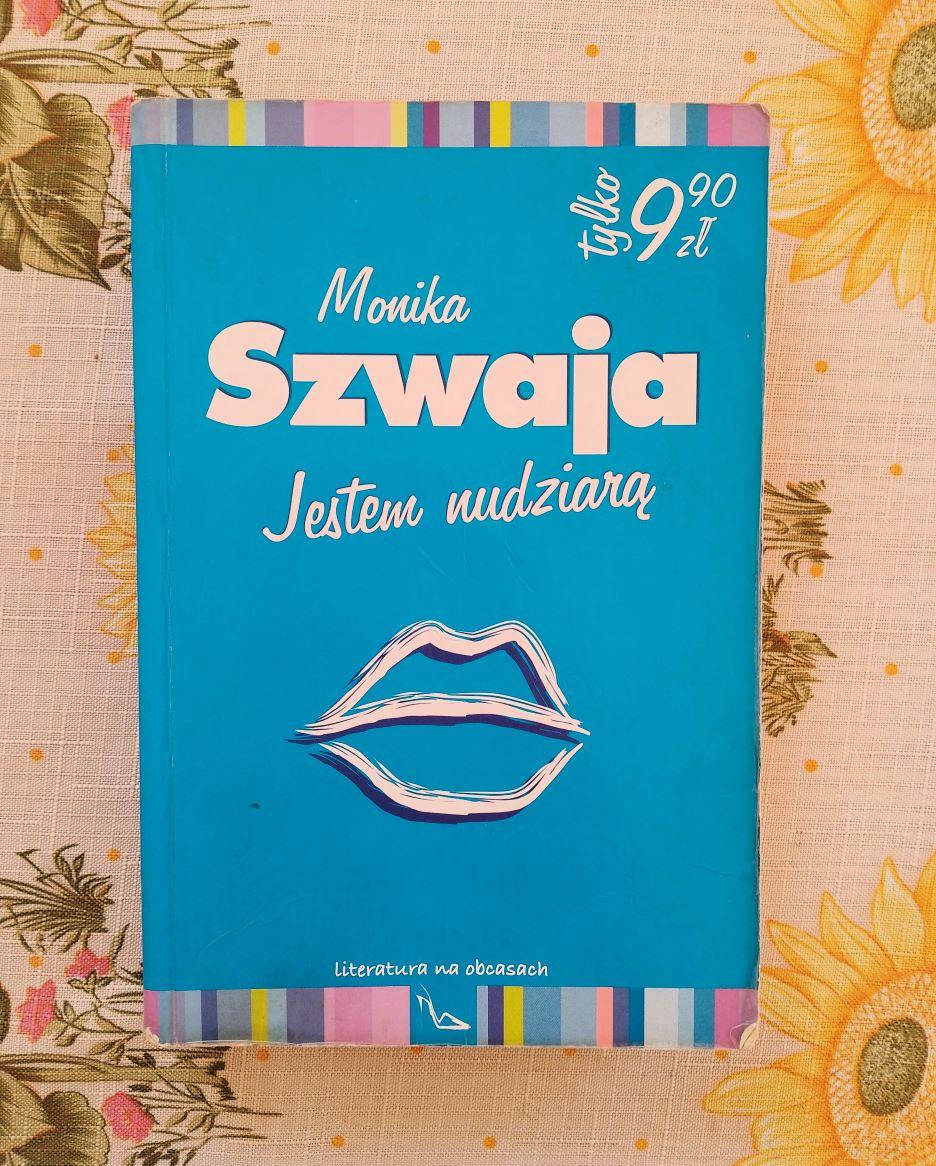 tylko 9 90 zł
Monika
Szwaja
Jestem nudziarą
literatura na obcasach